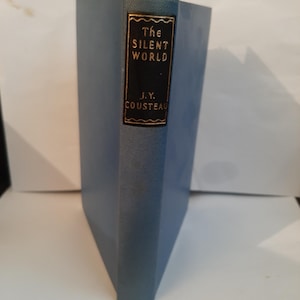 The
SILENT
WORLD
J.Y.
COUSTEAU